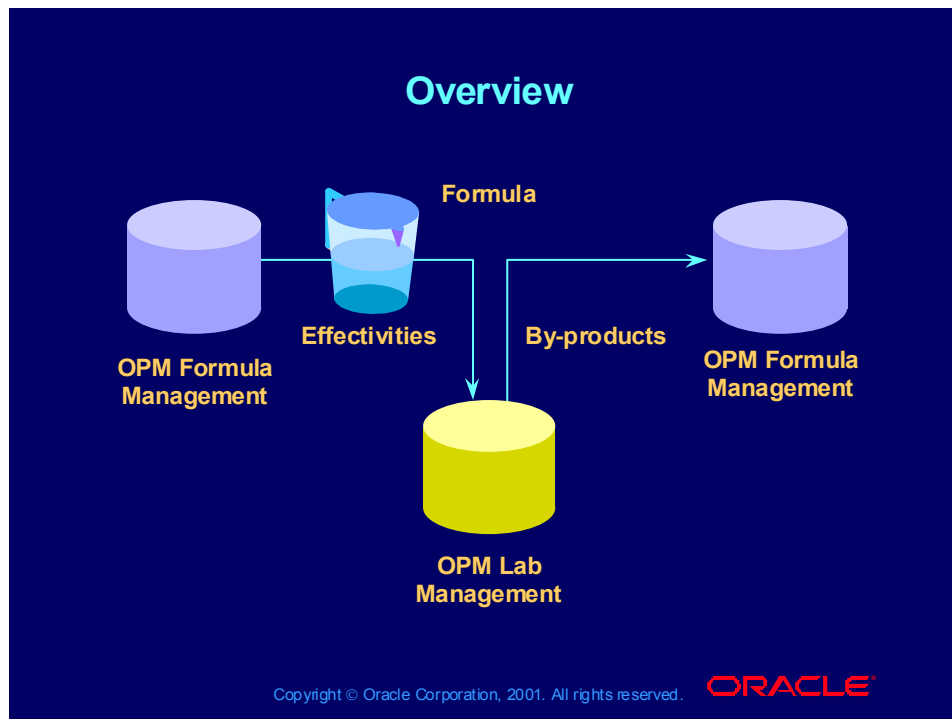 Overview
Formula
Effectivities
By-products
OPM Formula
Management
OPM Formula
Management
OPM Lab
Management
Copyright © Oracle Corporation, 2001. All rights reserved.
ORACLE®